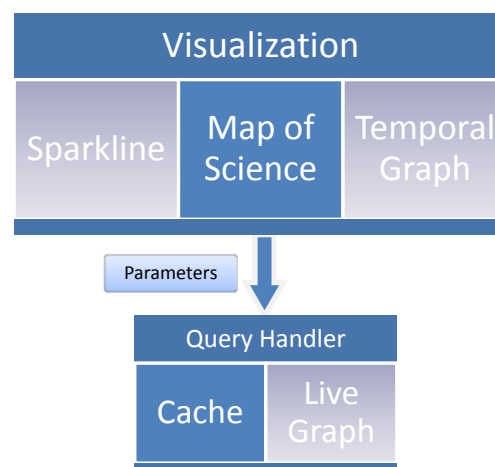 Visualization
Sparkline
Map of
Science
Temporal
Graph
Parameters
Query Handler
Cache
Live
Graph